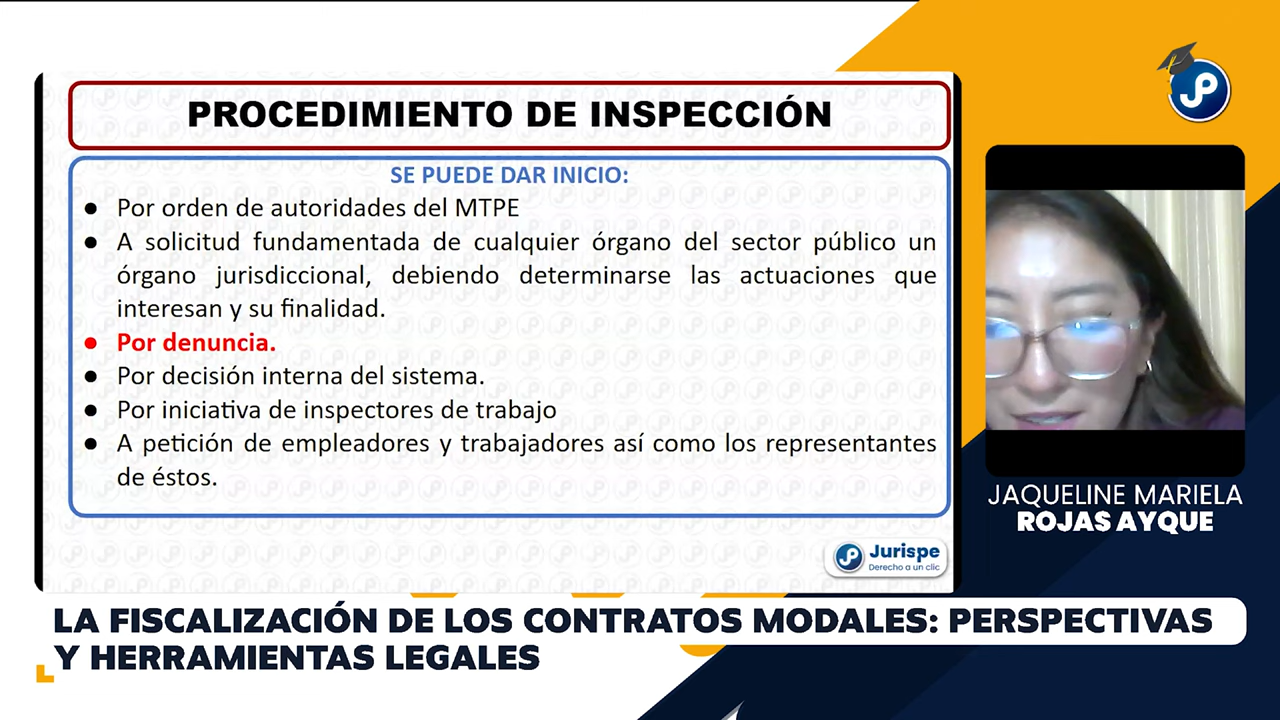 PROCEDIMIENTO DE INSPECCIÓN
SE PUEDE DAR INICIO:
● Por orden de autoridades del MTPE
● A solicitud fundamentada de cualquier órgano del sector público un
órgano jurisdiccional, debiendo determinarse las actuaciones que
interesan y su finalidad.
● Por denuncia.
● Por decisión interna del sistema.
● Por iniciativa de inspectores de trabajo
● A petición de empleadores y trabajadores así como los representantes
de éstos.
JP
Jurispe
Derecho a un clic
JP
JAQUELINE MARIELA
ROJAS AYQUE
LA FISCALIZACIÓN DE LOS CONTRATOS MODALES: PERSPECTIVAS
Y HERRAMIENTAS LEGALES